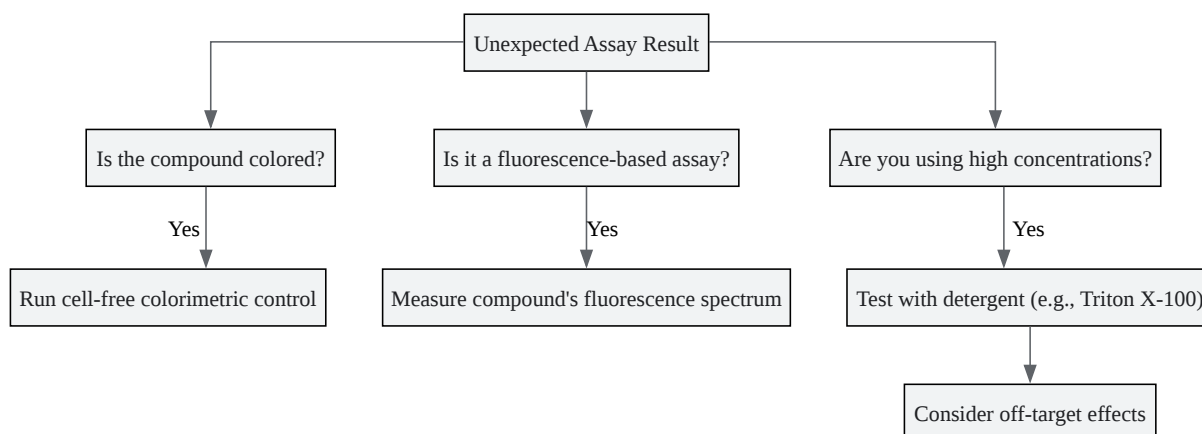 Unexpected Assay Result
Is the compound colored?
Is it a fluorescence-based assay?
Are you using high concentrations?
Yes
Yes
Yes
Run cell-free colorimetric control
Measure compound's fluorescence spectrum
Test with detergent (e.g., Triton X-100)
Consider off-target effects